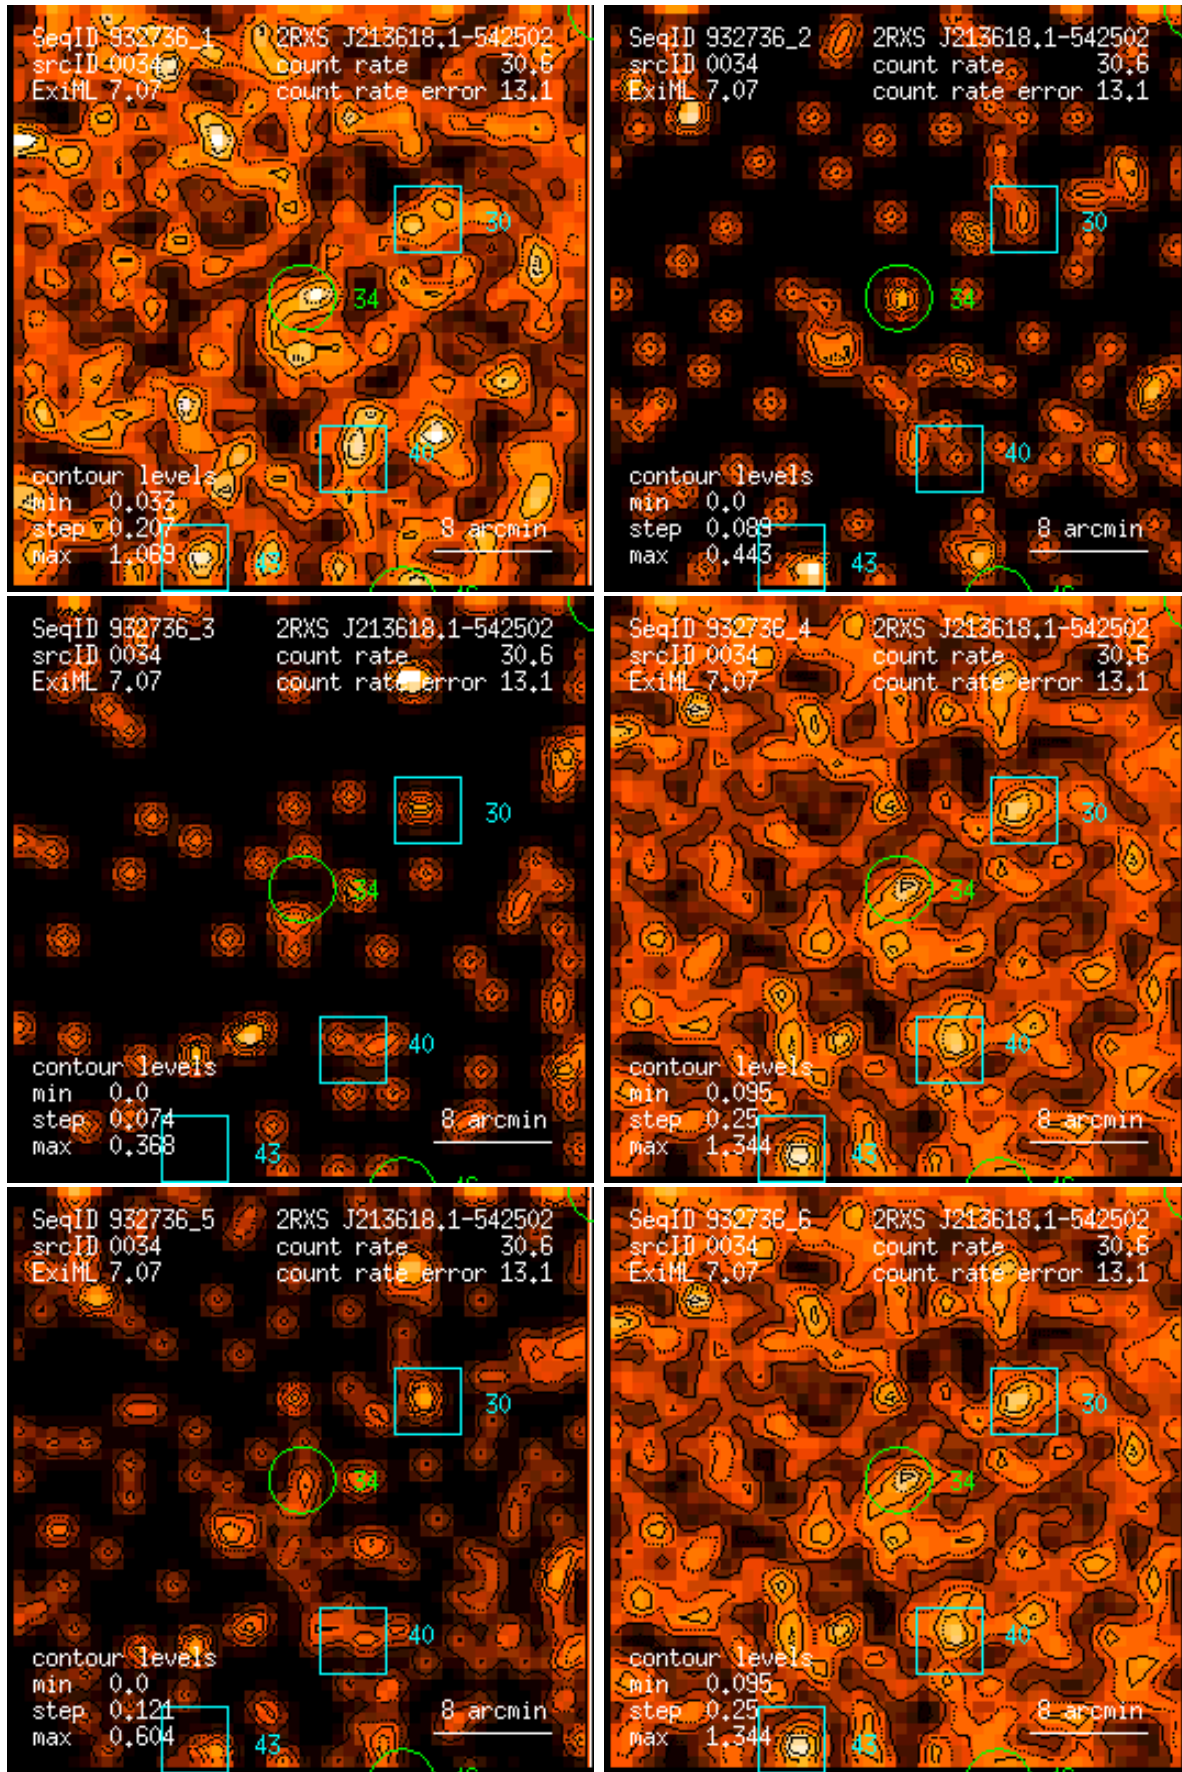 SeqID 932736_1 2RXS J213618.1-542502
srcID 0034 count rate 30.6
ExiML 7.07 count rate error 13.1
30
34
40
contour levels
min 0.033
step 0.207 8 arcmin
max 1.069 43
SeqID 932736_2 2RXS J213618.1-542502
srcID 0034 count rate 30.6
ExiML 7.07 count rate error 13.1
30
34
40
contour levels
min 0.0
step 0.089 8 arcmin
max 0.443 43
SeqID 932736_3 2RXS J213618.1-542502
srcID 0034 count rate 30.6
ExiML 7.07 count rate error 13.1
30
34
40
contour levels
min 0.0
step 0.074 8 arcmin
max 0.368 43
SeqID 932736_4 2RXS J213618.1-542502
srcID 0034 count rate 30.6
ExiML 7.07 count rate error 13.1
30
34
40
contour levels
min 0.095
step 0.25 8 arcmin
max 1.344 43
SeqID 932736_5 2RXS J213618.1-542502
srcID 0034 count rate 30.6
ExiML 7.07 count rate error 13.1
30
34
40
contour levels
min 0.0
step 0.121 8 arcmin
max 0.604 43
SeqID 932736_6 2RXS J213618.1-542502
srcID 0034 count rate 30.6
ExiML 7.07 count rate error 13.1
30
34
40
contour levels
min 0.095
step 0.25 8 arcmin
max 1.344 43